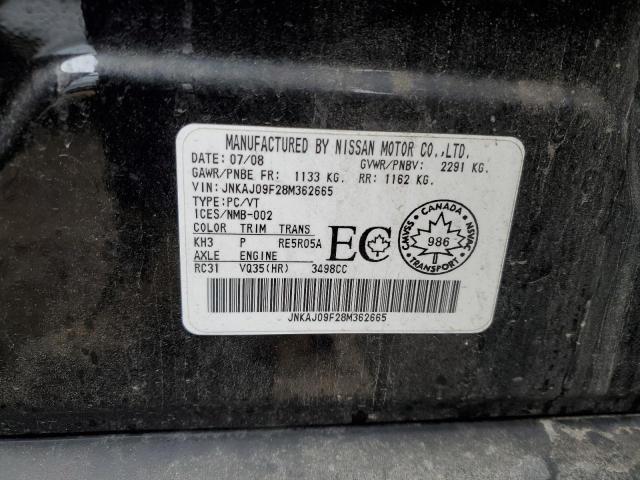 MANUFACTURED BY NISSAN MOTOR CO.,LTD.
DATE: 07/08 GVWR/PNBV: 2291 KG.
GAWR/PNBE FR: 1133 KG. RR: 1162 KG.
VIN: JNKAJ09F28M362665
TYPE: PC/VT
ICES/NMB-002
COLOR TRIM TRANS
KH3 P RE5R05A
AXLE ENGINE
RC31 VQ35(HR) 3498CC
EC
CANADA
CMVSS 986 NSVAC
TRANSPORT
JNKAJ09F28M362665